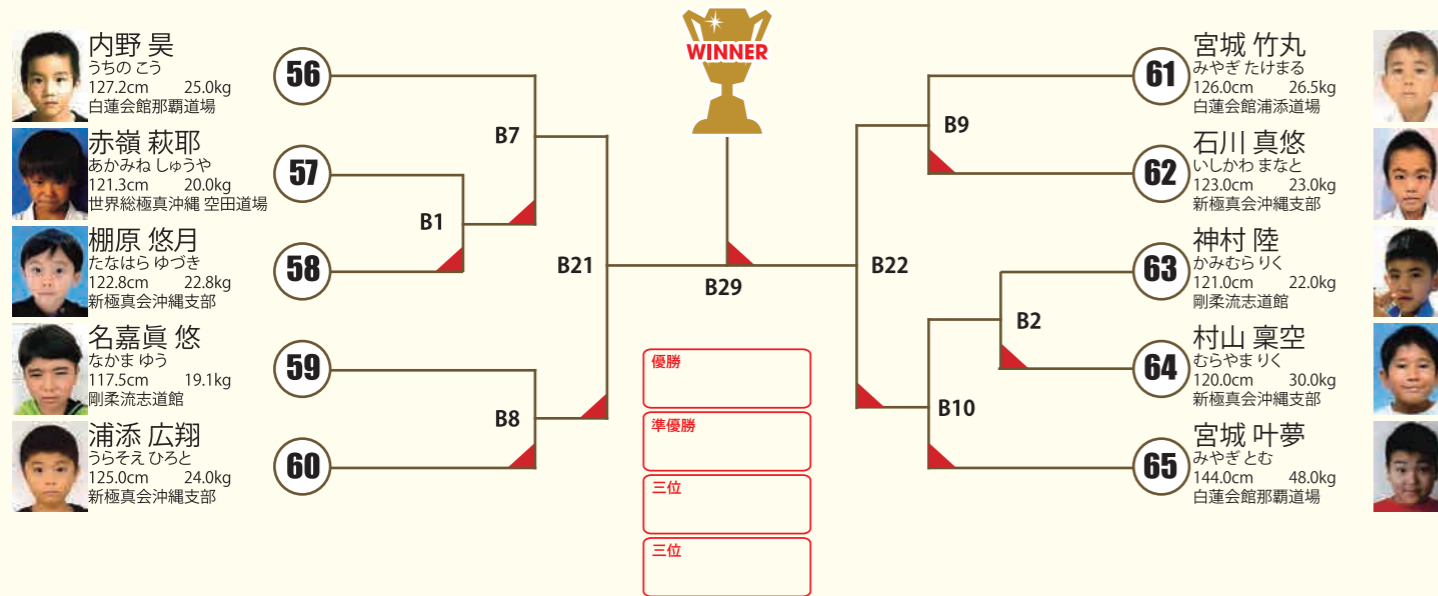 内野 昊
うちの こう
127.2cm 25.0kg
白蓮会館那覇道場
56
赤嶺 萩耶
あかみね しゅうや
121.3cm 20.0kg
世界総極真沖縄 空田道場
57
棚原 悠月
たなはら ゆづき
122.8cm 22.8kg
新極真会沖縄支部
58
名嘉眞 悠
なかま ゆう
117.5cm 19.1kg
剛柔流志道館
59
浦添 広翔
うらそえ ひろと
125.0cm 24.0kg
新極真会沖縄支部
60
B7
B1
B21
B8
WINNER
B29
優勝
準優勝
三位
三位
B9
B22
B2
B10
61
宮城 竹丸
みやぎ たけまる
126.0cm 26.5kg
白蓮会館浦添道場
62
石川 真悠
いしかわ まなと
123.0cm 23.0kg
新極真会沖縄支部
63
神村 陸
かみむら りく
121.0cm 22.0kg
剛柔流志道館
64
村山 稟空
むらやま りく
120.0cm 30.0kg
新極真会沖縄支部
65
宮城 叶夢
みやぎ とむ
144.0cm 48.0kg
白蓮会館那覇道場